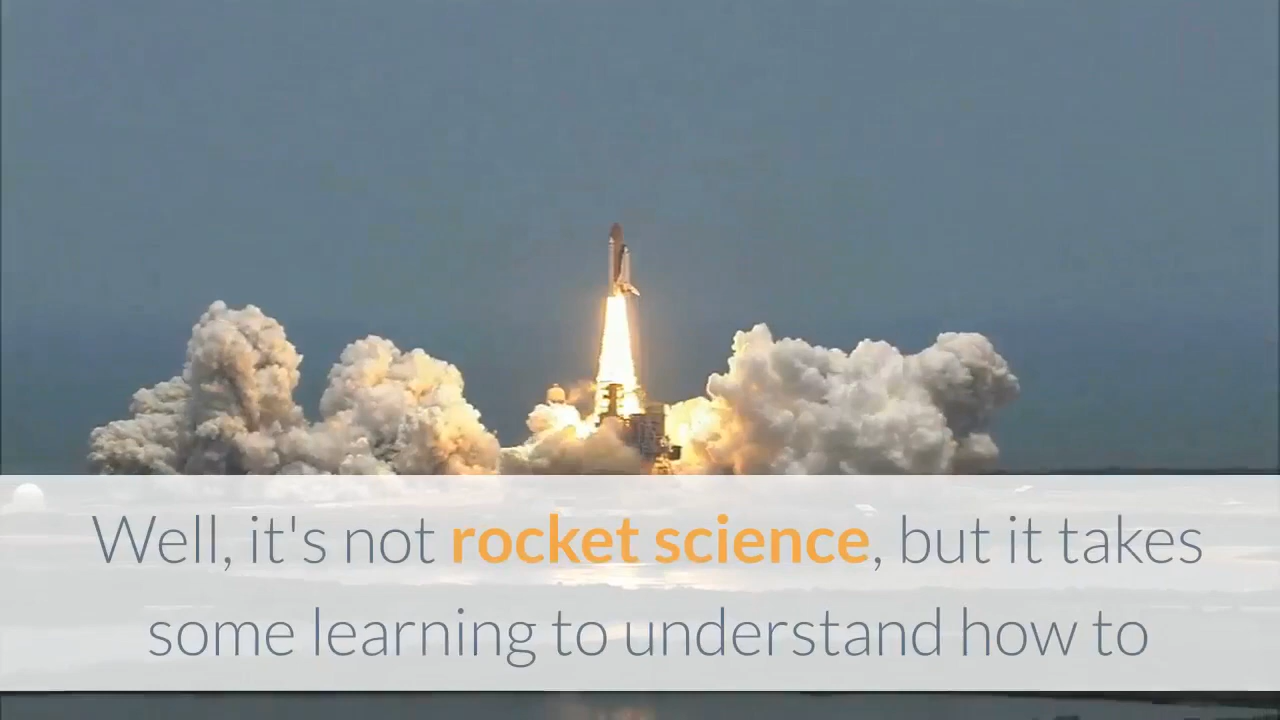 Well, it's not rocket science, but it takes
some learning to understand how to